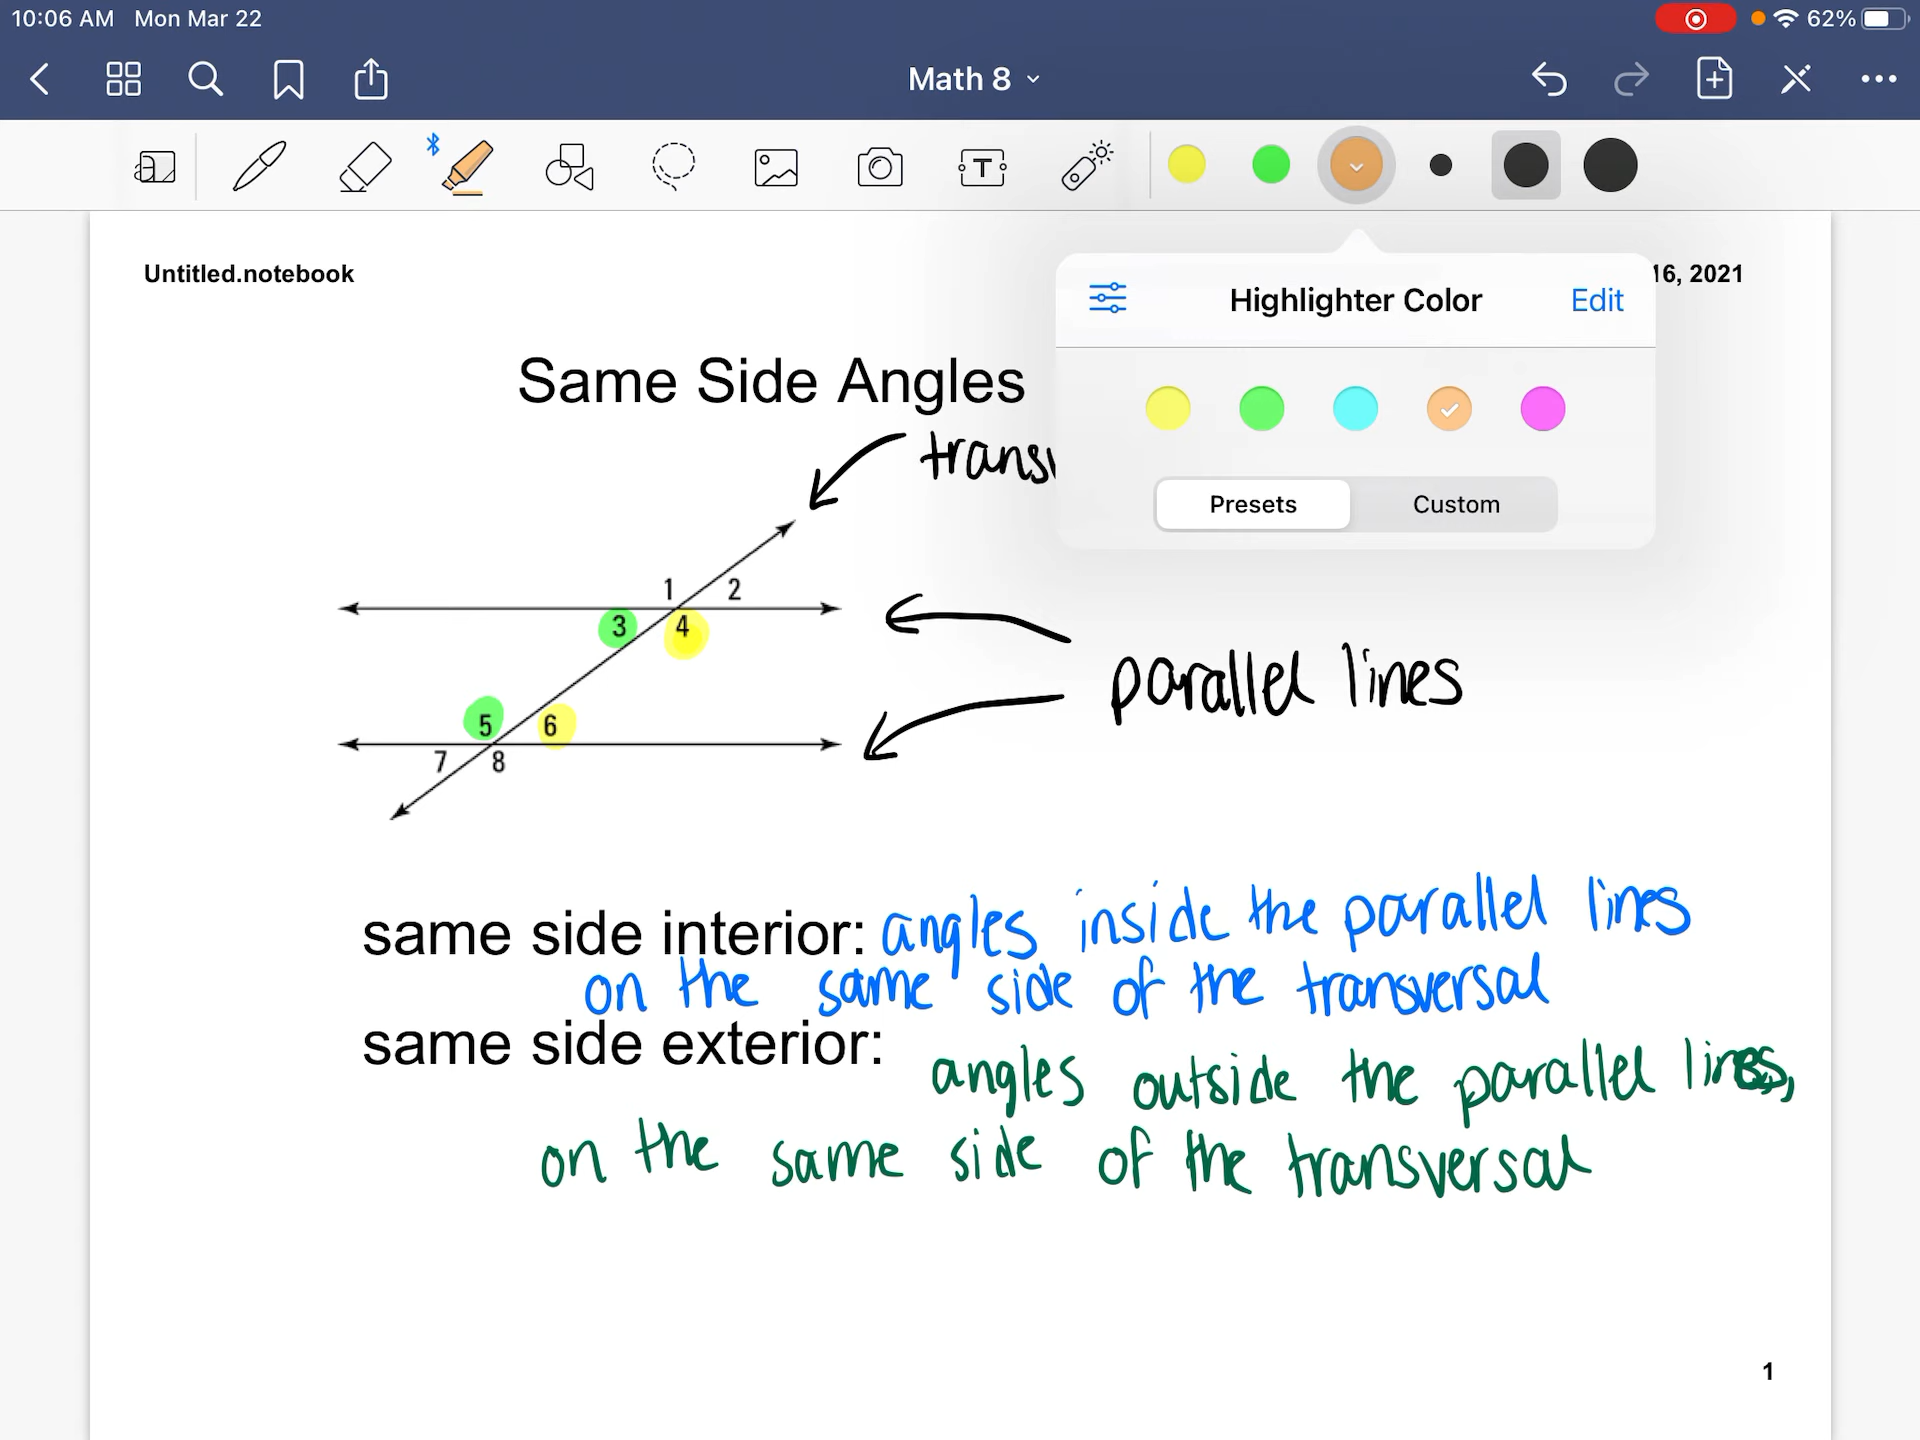 10:06 AM Mon Mar 22
62%
Math 8
Untitled.notebook
16, 2021
Highlighter Color
Edit
Presets
Custom
Same Side Angles
1
2
3
4
5
6
7
8
parallel lines
same side interior: angles inside the parallel lines
on the same side of the transversal
same side exterior: angles outside the parallel lines,
on the same side of the transversal
1